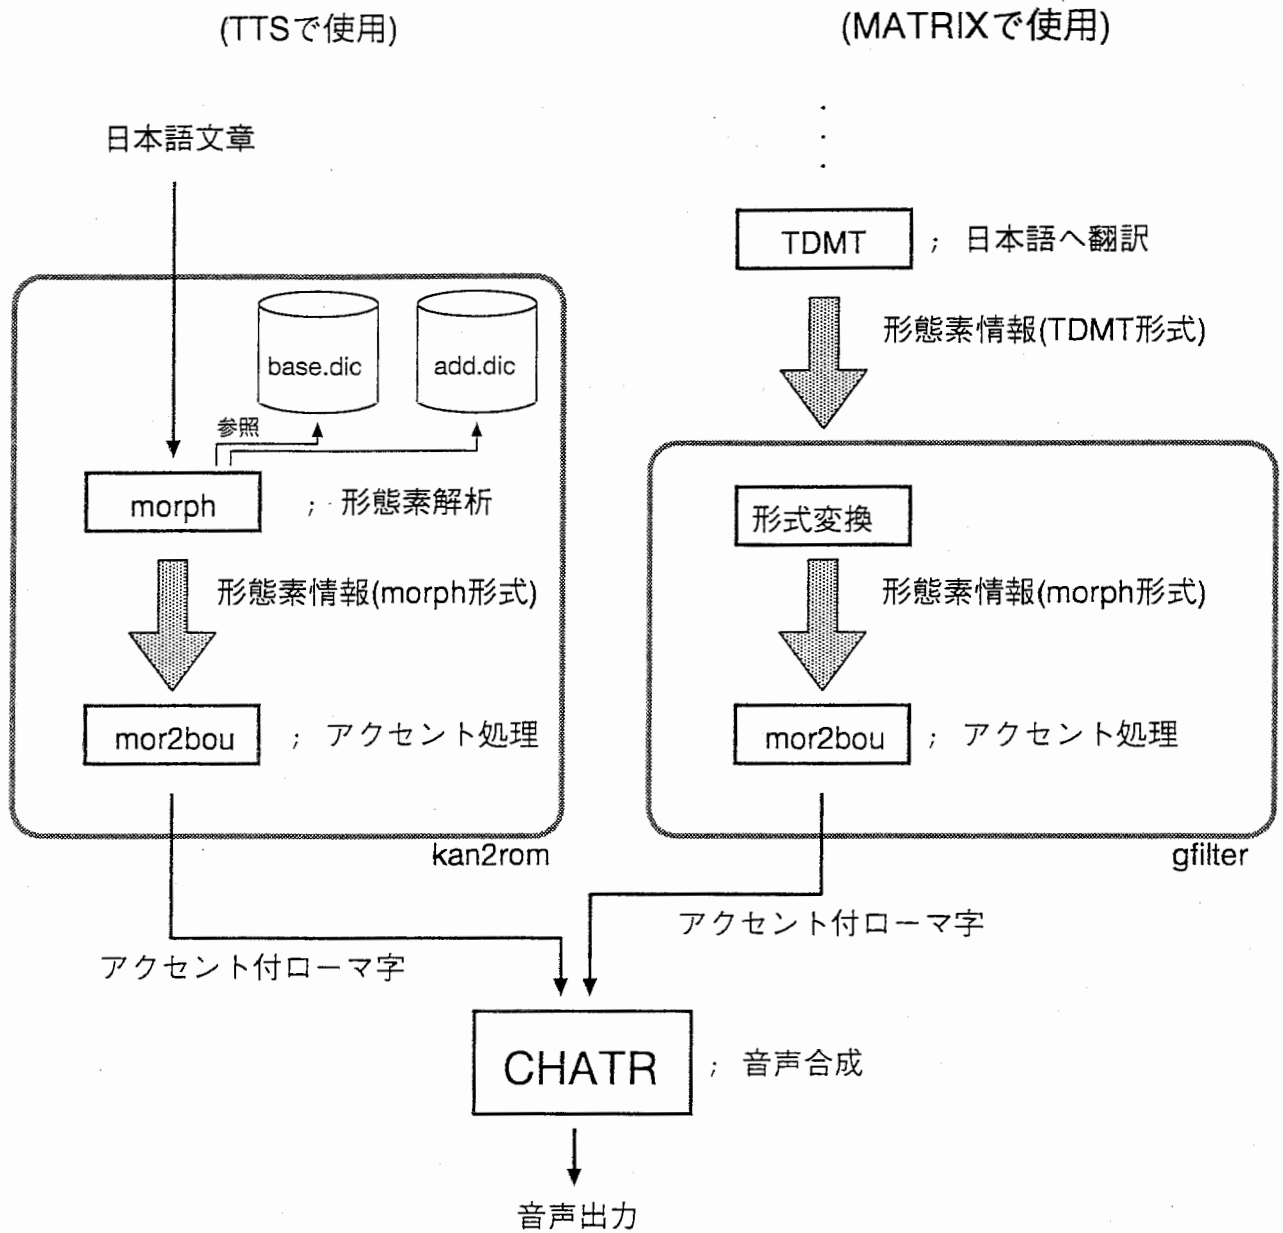 (TTSで使用)
日本語文章
base.dic
add.dic
参照
morph
; 形態素解析
形態素情報(morph形式)
mor2bou
; アクセント処理
kan2rom
アクセント付ローマ字
(MATRIXで使用)
TDMT
; 日本語へ翻訳
形態素情報(TDMT形式)
形式変換
形態素情報(morph形式)
mor2bou
; アクセント処理
gfilter
アクセント付ローマ字
CHATR
; 音声合成
音声出力